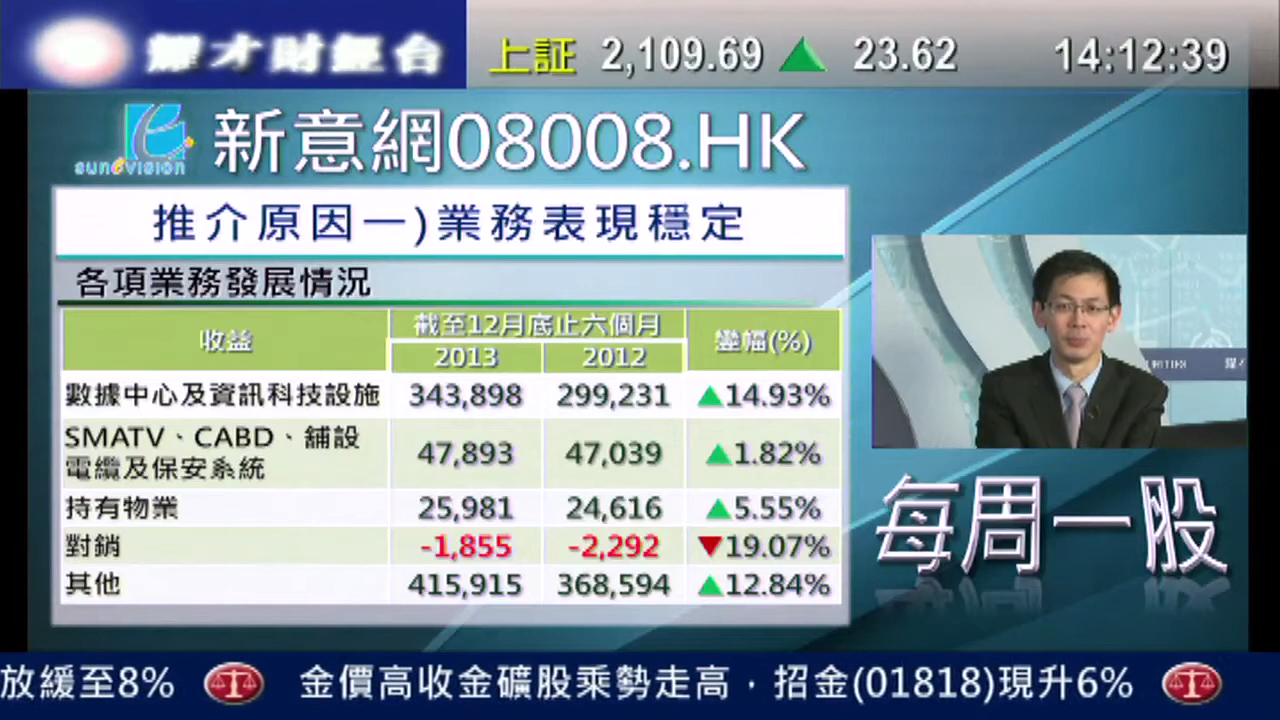 耀才財經台
上証 2,109.69 ▲ 23.62 14:12:39
sunevision
新意網08008.HK
推介原因一)業務表現穩定
各項業務發展情況
收益 截至12月底止六個月 變幅(%)
2013 2012
數據中心及資訊科技設施 343,898 299,231 ▲14.93%
SMATV、CABD、舖設
電纜及保安系統 47,893 47,039 ▲1.82%
持有物業 25,981 24,616 ▲5.55%
對銷 -1,855 -2,292 ▼19.07%
其他 415,915 368,594 ▲12.84%
每周一股
放緩至8% 金價高收金礦股乘勢走高,招金(01818)現升6%